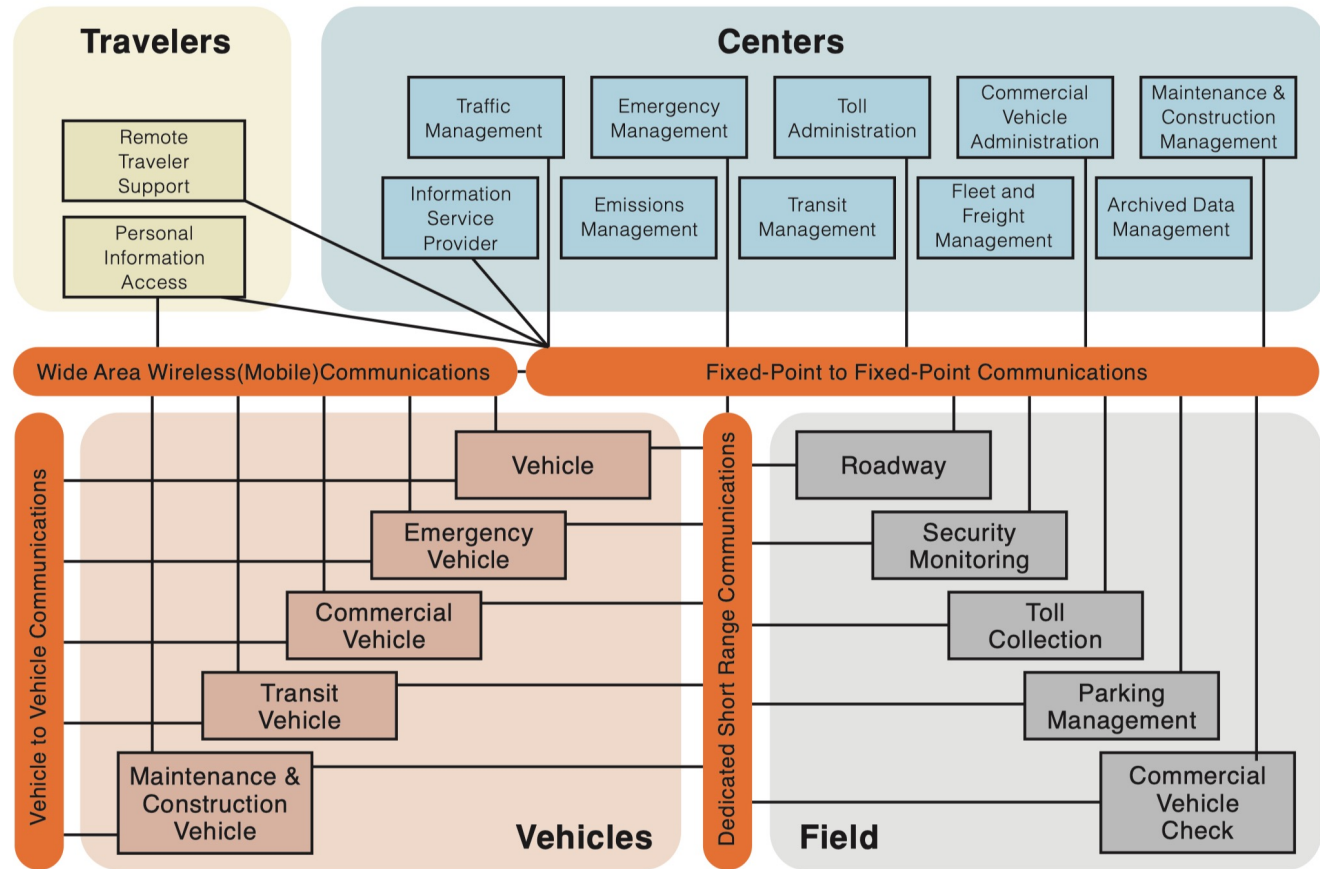 Travelers
Remote
Traveler
Support
Personal
Information
Access
Centers
Traffic
Management
Emergency
Management
Toll
Administration
Commercial
Vehicle
Administration
Maintenance &
Construction
Management
Information
Service
Provider
Emissions
Management
Transit
Management
Fleet and
Freight
Management
Archived Data
Management
Wide Area Wireless(Mobile)Communications
Fixed-Point to Fixed-Point Communications
Vehicle to Vehicle Communications
Vehicle
Emergency
Vehicle
Commercial
Vehicle
Transit
Vehicle
Maintenance &
Construction
Vehicle
Vehicles
Dedicated Short Range Communications
Roadway
Security
Monitoring
Toll
Collection
Parking
Management
Commercial
Vehicle
Check
Field